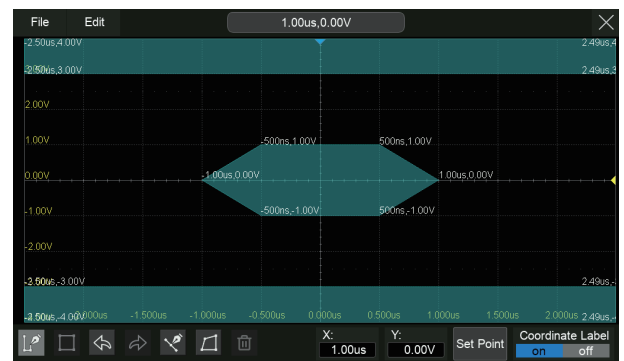 File Edit 1.00us,0.00V
-2.50us,4.00V 2.49us,4
-2.50us,3.00V 2.49us,3
2.00V
1.00V -500ns,1.00V 500ns,1.00V
0.00V -1.00us,0.00V 1.00us,0.00V
-1.00V -500ns,-1.00V 500ns,-1.00V
-2.00V
-2.50us,-3.00V 2.49us,-
-2.50us,-4.00V 2.49us,-
-1.500us -1.000us -0.500us 0.000us 0.500us 1.000us 1.500us 2.000us
X: Y: Coordinate Label
1.00us 0.00V Set Point on off